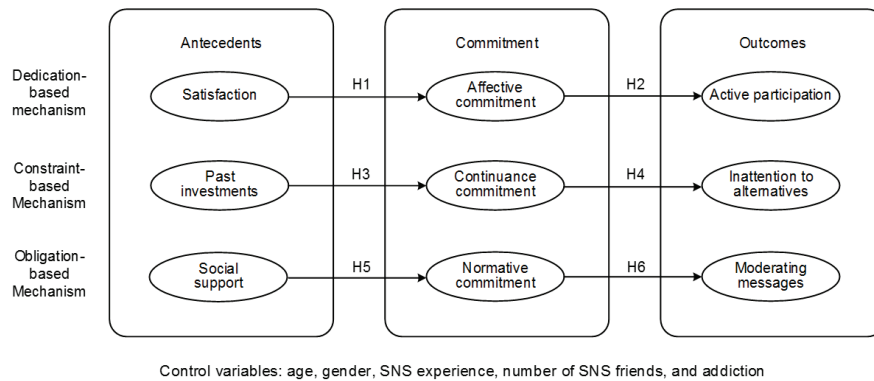 Antecedents
Commitment
Outcomes
Dedication-
based
mechanism
Satisfaction
H1
Affective
commitment
H2
Active participation
Constraint-
based
Mechanism
Past
investments
H3
Continuance
commitment
H4
Inattention to
alternatives
Obligation-
based
Mechanism
Social
support
H5
Normative
commitment
H6
Moderating
messages
Control variables: age, gender, SNS experience, number of SNS friends, and addiction